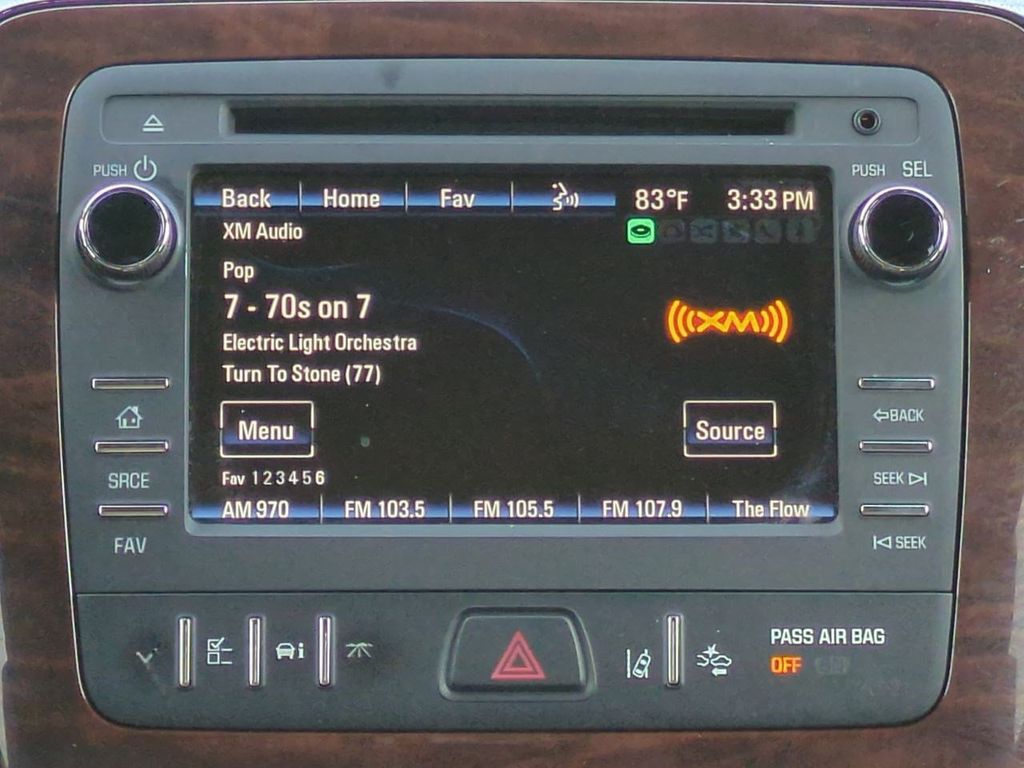 PUSH
PUSH SEL
Back Home Fav 83°F 3:33 PM
XM Audio
Pop
7 - 70s on 7
XM
Electric Light Orchestra
Turn To Stone (77)
BACK
Menu Source
SRCE
Fav 1 2 3 4 5 6
SEEK
AM 970 FM 103.5 FM 105.5 FM 107.9 The Flow
FAV
SEEK
i
PASS AIR BAG
OFF